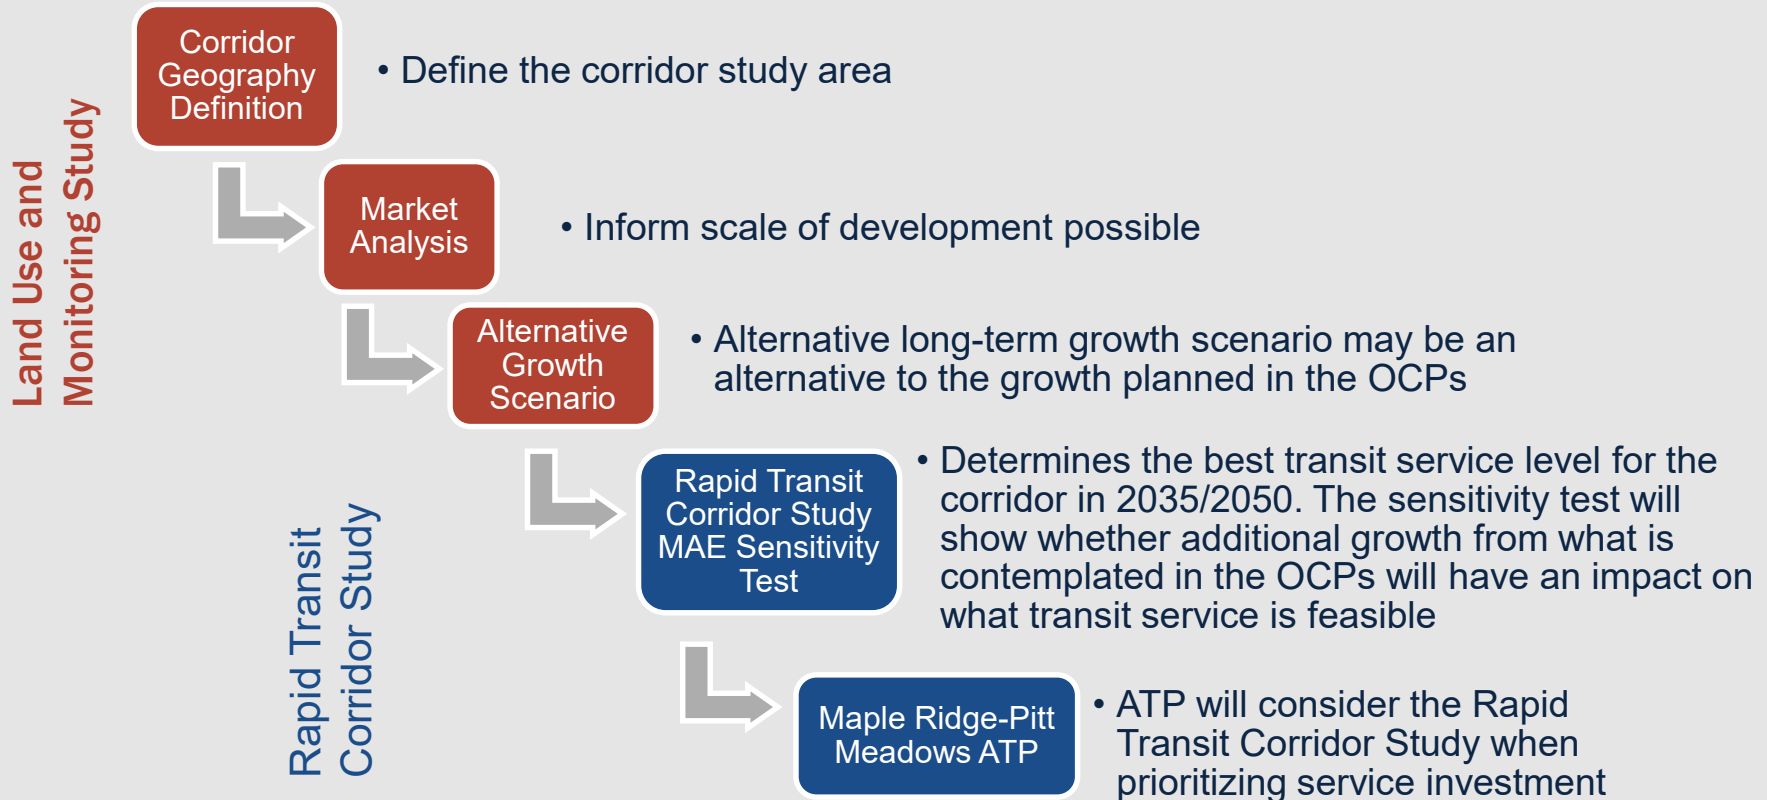 Land Use and
Monitoring Study
Corridor
Geography
Definition
• Define the corridor study area
Market
Analysis
• Inform scale of development possible
Alternative
Growth
Scenario
• Alternative long-term growth scenario may be an
alternative to the growth planned in the OCPs
Rapid Transit
Corridor Study
Rapid Transit
Corridor Study
MAE Sensitivity
Test
• Determines the best transit service level for the
corridor in 2035/2050. The sensitivity test will
show whether additional growth from what is
contemplated in the OCPs will have an impact on
what transit service is feasible
Maple Ridge-Pitt
Meadows ATP
• ATP will consider the Rapid
Transit Corridor Study when
prioritizing service investment